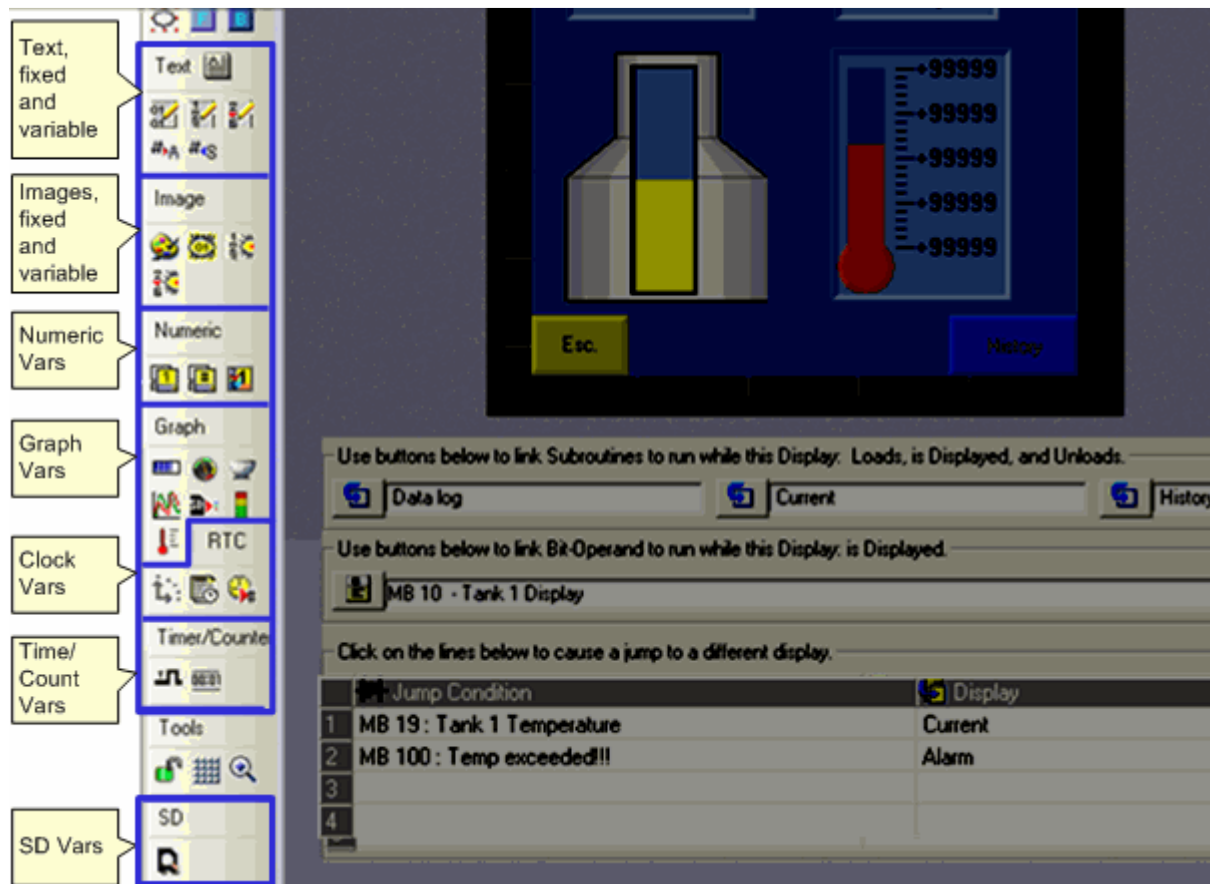 Text,
fixed
and
variable
Images,
fixed
and
variable
Numeric
Vars
Graph
Vars
Clock
Vars
Time/
Count
Vars
SD Vars
F B
Text
Image
Numeric
Graph
RTC
Timer/Counte
Tools
SD
+99999
+99999
+99999
+99999
+99999
Esc.
History
Use buttons below to link Subroutines to run while this Display: Loads, is Displayed, and Unloads.
Data log
Current
History
Use buttons below to link Bit-Operand to run while this Display: is Displayed.
MB 10 - Tank 1 Display
Click on the lines below to cause a jump to a different display.
Jump Condition Display
1 MB 19 : Tank 1 Temperature Current
2 MB 100 : Temp exceeded!!! Alarm
3
4